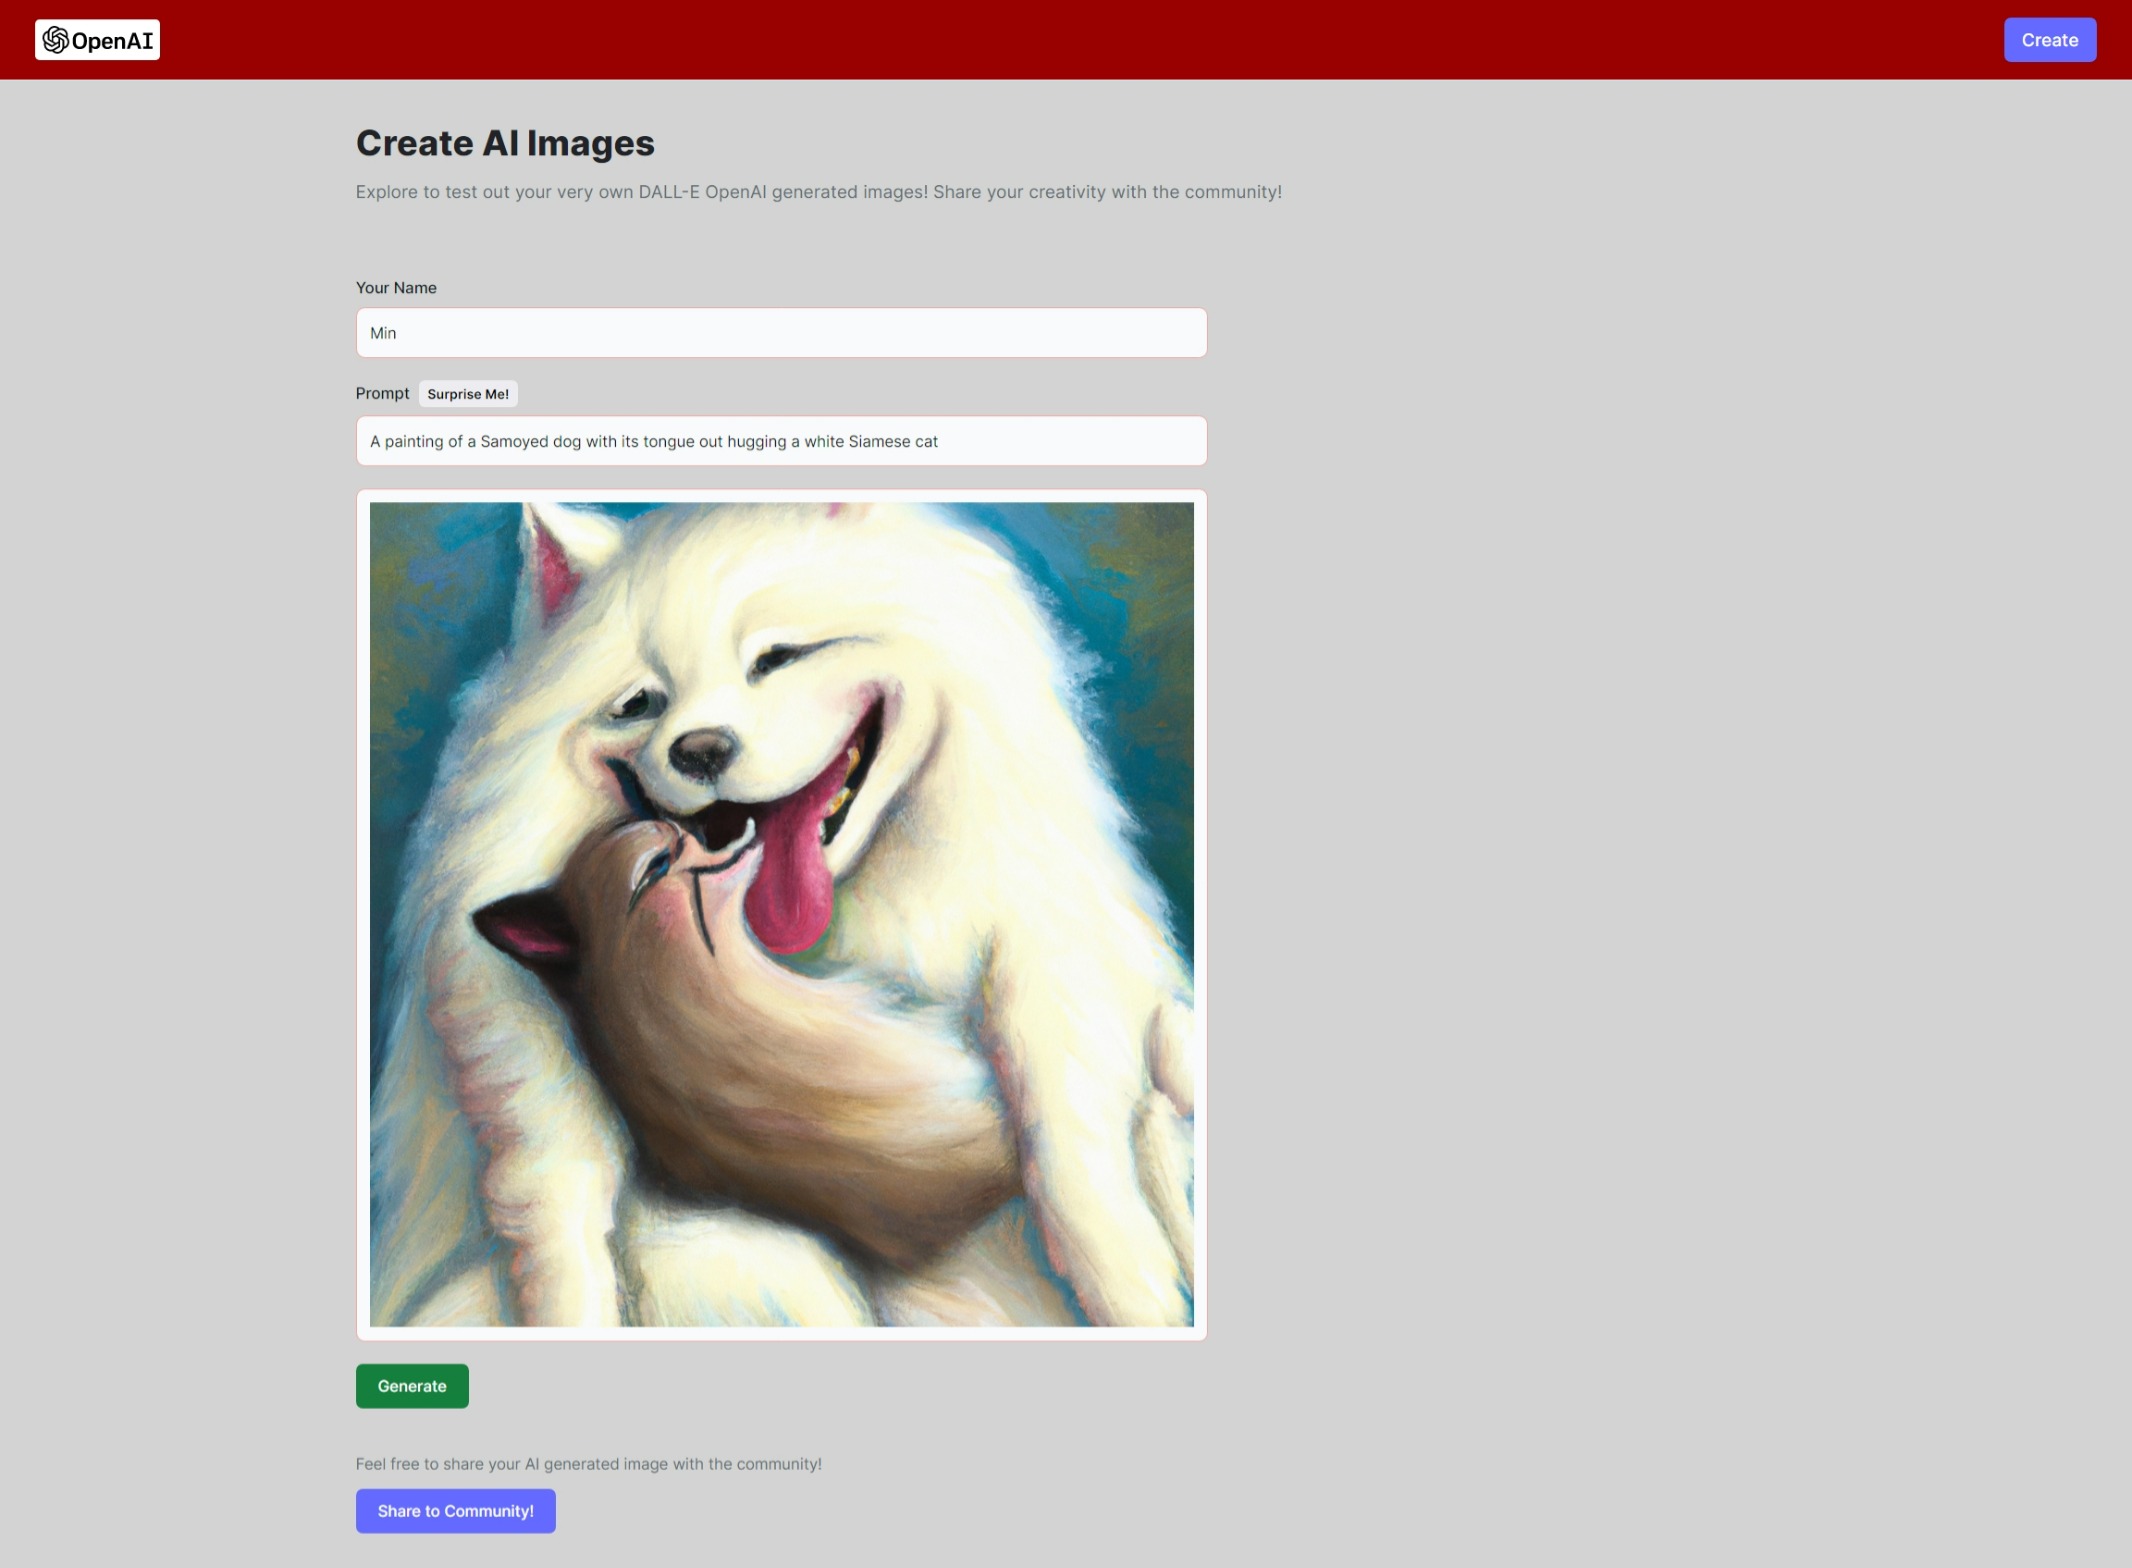 OpenAI
Create
Create AI Images
Explore to test out your very own DALL-E OpenAI generated images! Share your creativity with the community!
Your Name
Min
Prompt Surprise Me!
A painting of a Samoyed dog with its tongue out hugging a white Siamese cat
Generate
Feel free to share your AI generated image with the community!
Share to Community!